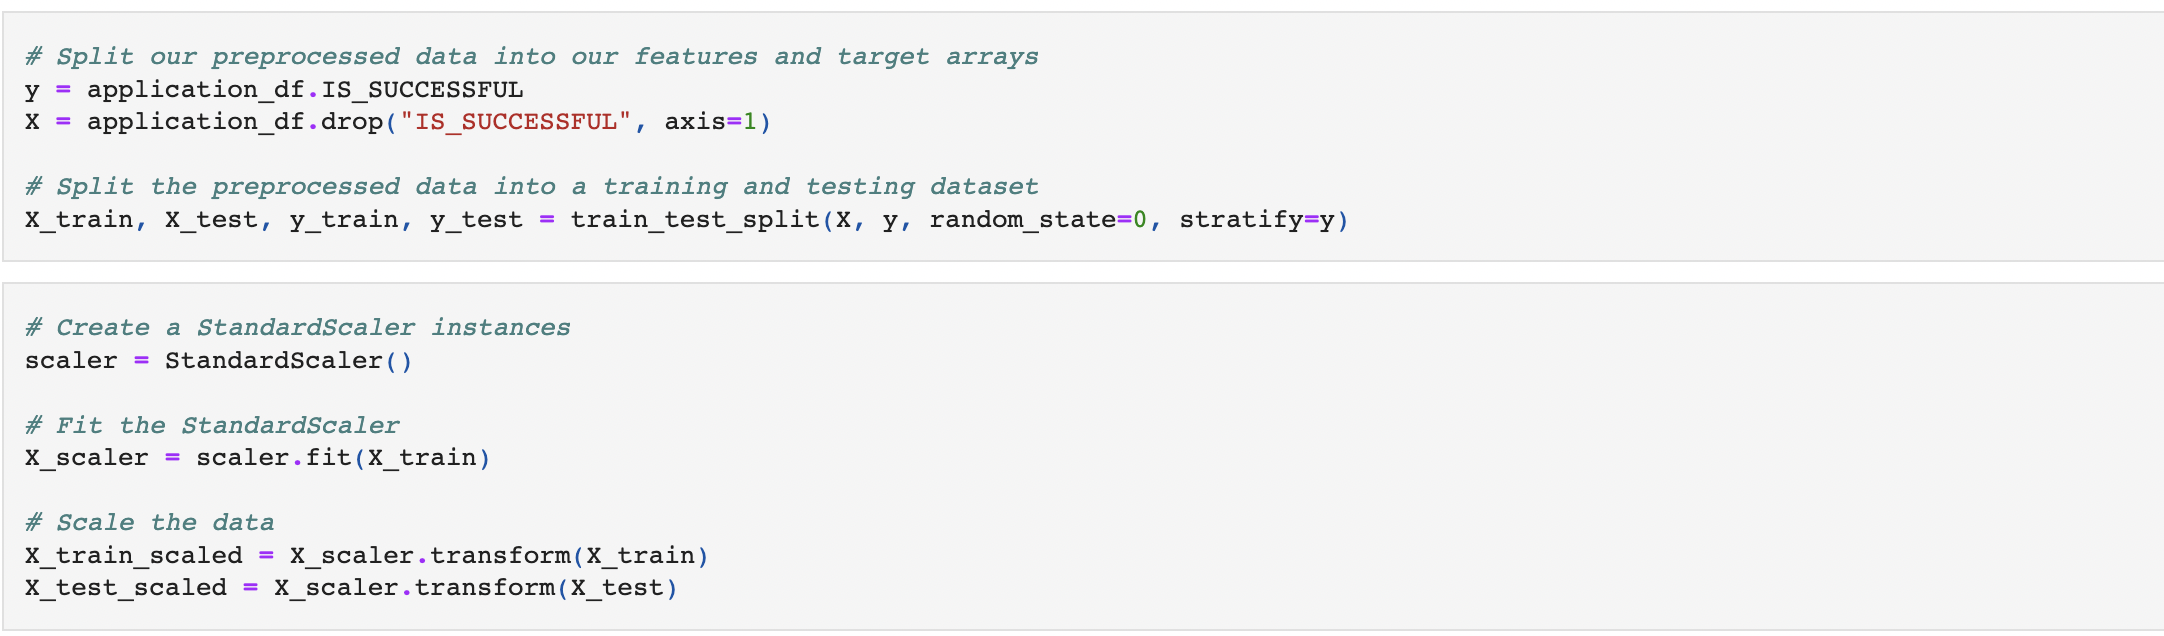 # Split our preprocessed data into our features and target arrays
y = application_df.IS_SUCCESSFUL
X = application_df.drop("IS_SUCCESSFUL", axis=1)
# Split the preprocessed data into a training and testing dataset
X_train, X_test, y_train, y_test = train_test_split(X, y, random_state=0, stratify=y)
# Create a StandardScaler instances
scaler = StandardScaler()
# Fit the StandardScaler
X_scaler = scaler.fit(X_train)
# Scale the data
X_train_scaled = X_scaler.transform(X_train)
X_test_scaled = X_scaler.transform(X_test)